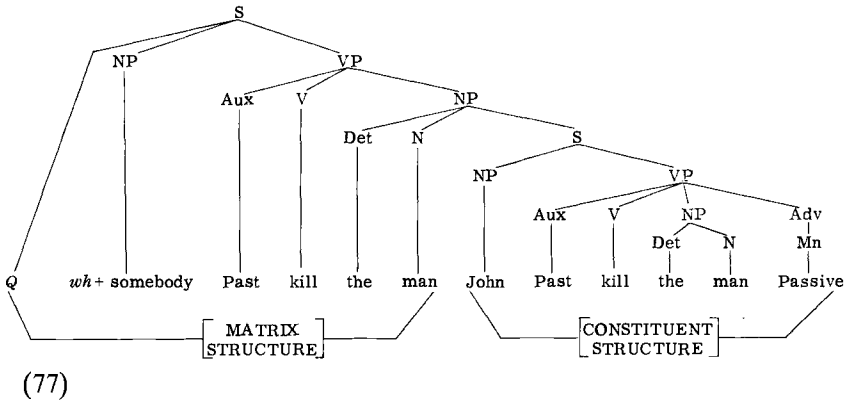 S
NP VP
Aux V NP
Det N S
NP VP
Aux V NP Adv
Det N Mn
Q wh+ somebody Past kill the man John Past kill the man Passive
MATRIX STRUCTURE CONSTITUENT STRUCTURE
(77)